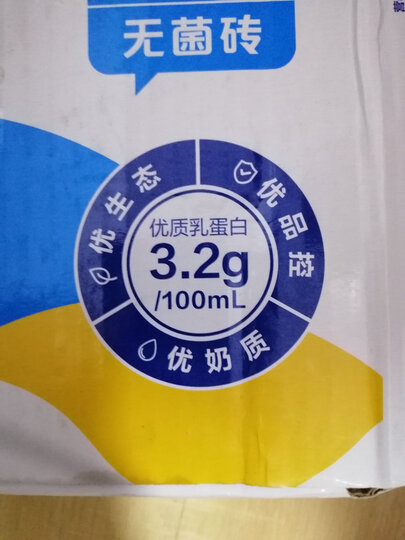 无菌砖
优生态
优品控
优质乳蛋白
3.2g
/100mL
优奶质